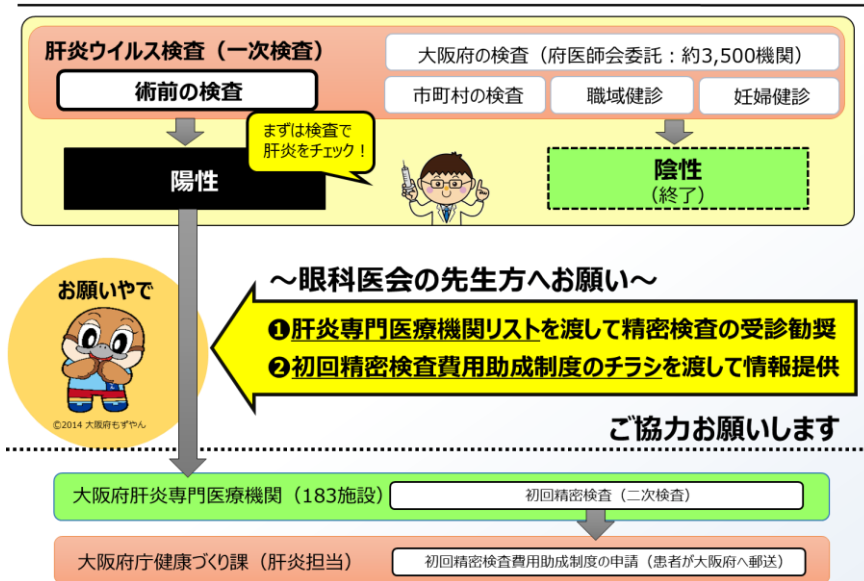 肝炎ウイルス検査（一次検査）
術前の検査
大阪府の検査（府医師会委託：約3,500機関）
市町村の検査
職域健診
妊婦健診
まずは検査で
肝炎をチェック！
陽性
陰性
（終了）
お願いやで
©2014 大阪府もずやん
～眼科医会の先生方へお願い～
❶肝炎専門医療機関リストを渡して精密検査の受診勧奨
❷初回精密検査費用助成制度のチラシを渡して情報提供
ご協力お願いします
大阪府肝炎専門医療機関（183施設）
初回精密検査（二次検査）
大阪府庁健康づくり課（肝炎担当）
初回精密検査費用助成制度の申請（患者が大阪府へ郵送）